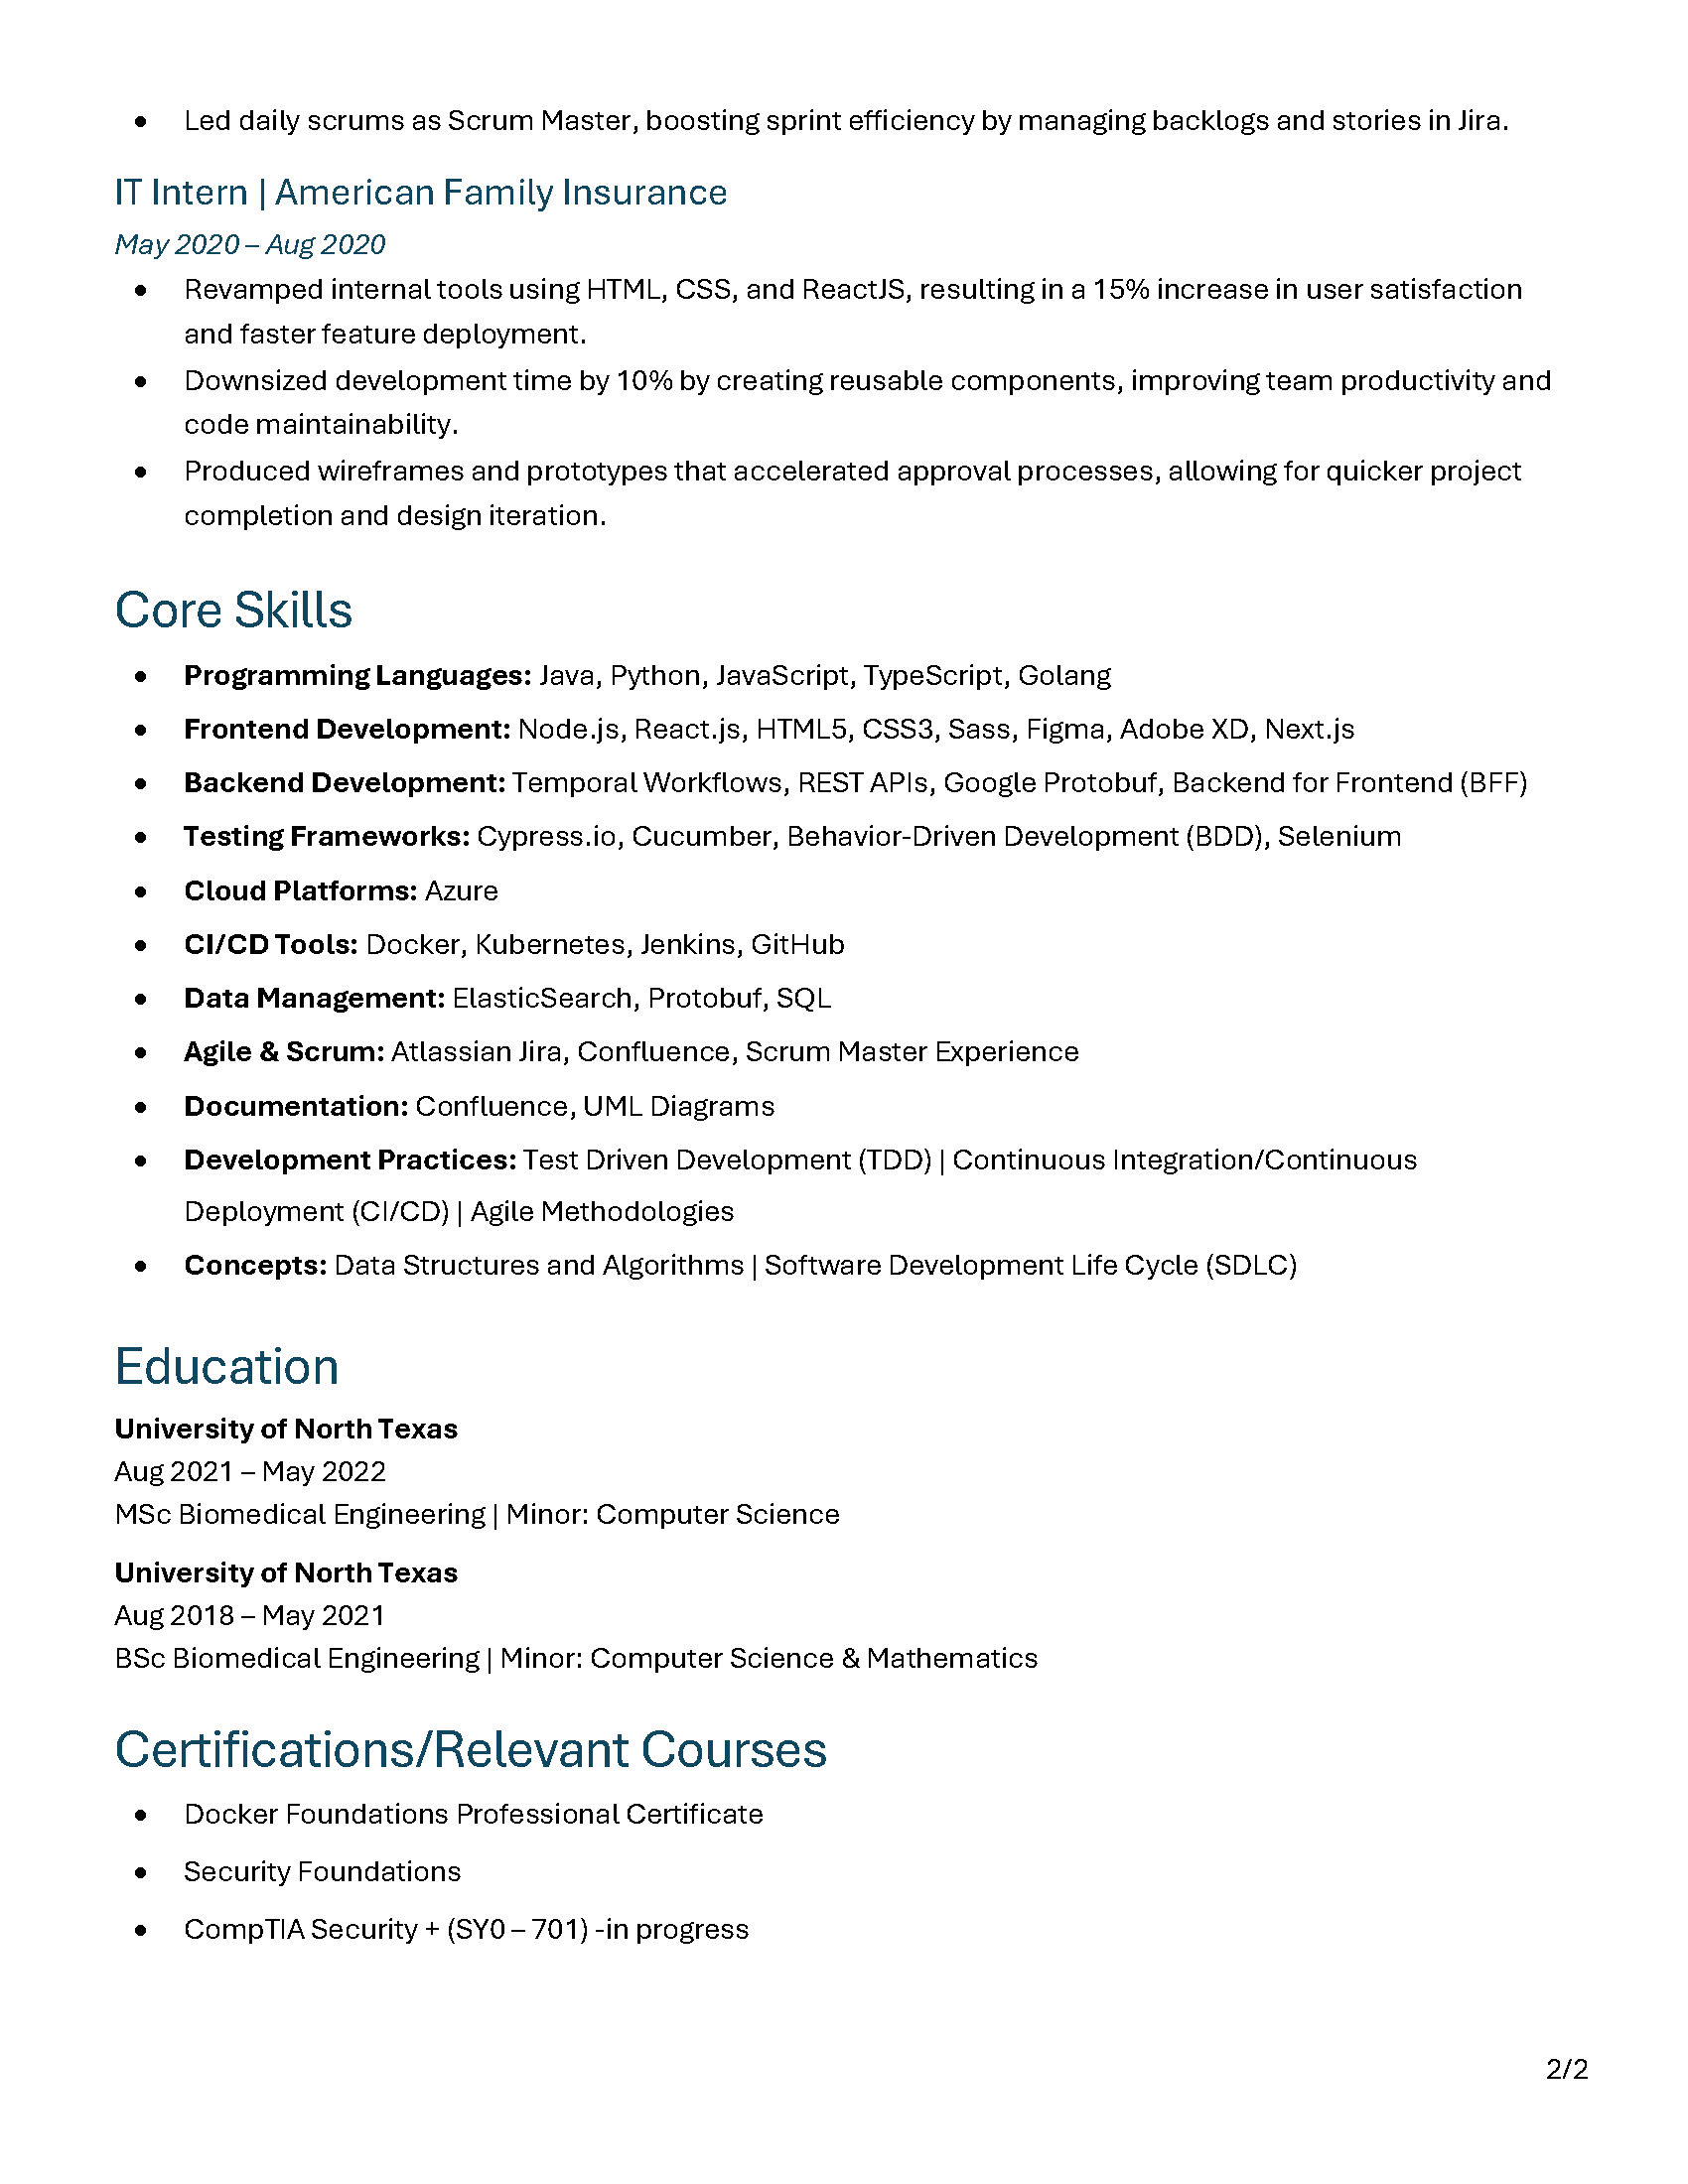 • Led daily scrums as Scrum Master, boosting sprint efficiency by managing backlogs and stories in Jira.
IT Intern | American Family Insurance
May 2020 – Aug 2020
• Revamped internal tools using HTML, CSS, and ReactJS, resulting in a 15% increase in user satisfaction
and faster feature deployment.
• Downsized development time by 10% by creating reusable components, improving team productivity and
code maintainability.
• Produced wireframes and prototypes that accelerated approval processes, allowing for quicker project
completion and design iteration.
Core Skills
• Programming Languages: Java, Python, JavaScript, TypeScript, Golang
• Frontend Development: Node.js, React.js, HTML5, CSS3, Sass, Figma, Adobe XD, Next.js
• Backend Development: Temporal Workflows, REST APIs, Google Protobuf, Backend for Frontend (BFF)
• Testing Frameworks: Cypress.io, Cucumber, Behavior-Driven Development (BDD), Selenium
• Cloud Platforms: Azure
• CI/CD Tools: Docker, Kubernetes, Jenkins, GitHub
• Data Management: ElasticSearch, Protobuf, SQL
• Agile & Scrum: Atlassian Jira, Confluence, Scrum Master Experience
• Documentation: Confluence, UML Diagrams
• Development Practices: Test Driven Development (TDD) | Continuous Integration/Continuous
Deployment (CI/CD) | Agile Methodologies
• Concepts: Data Structures and Algorithms | Software Development Life Cycle (SDLC)
Education
University of North Texas
Aug 2021 – May 2022
MSc Biomedical Engineering | Minor: Computer Science
University of North Texas
Aug 2018 – May 2021
BSc Biomedical Engineering | Minor: Computer Science & Mathematics
Certifications/Relevant Courses
• Docker Foundations Professional Certificate
• Security Foundations
• CompTIA Security + (SY0 – 701) -in progress
2/2